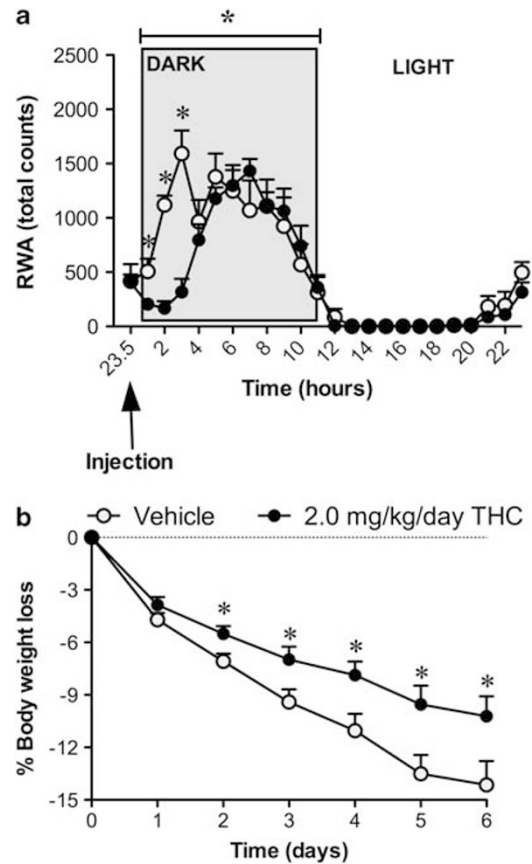 a
*
DARK
LIGHT
2500
2000
1500
1000
500
0
RWA (total counts)
* * *
23.5 2 4 6 8 10 12 14 16 18 20 22
Time (hours)
Injection
b
Vehicle 2.0 mg/kg/day THC
0
-3
-6
-9
-12
-15
% Body weight loss
* * * * *
0 1 2 3 4 5 6
Time (days)